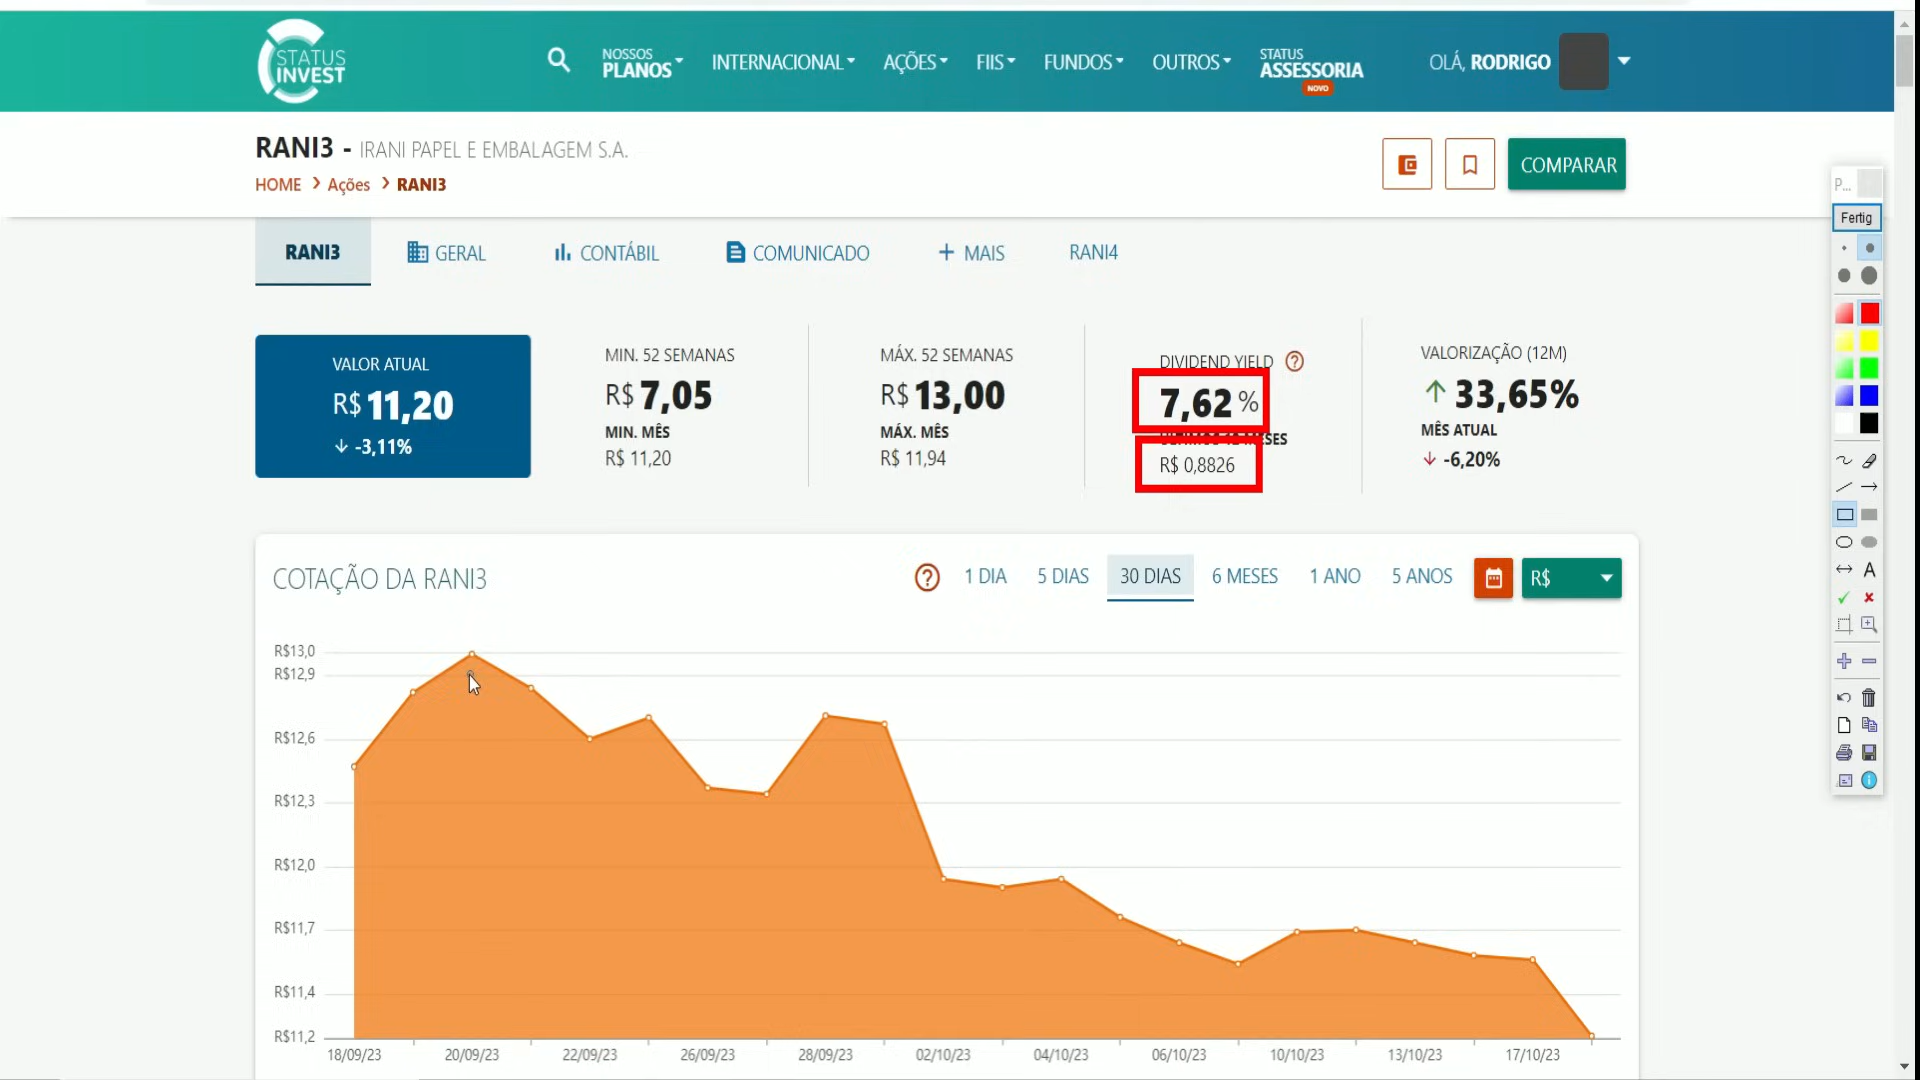 STATUS
INVEST
NOSSOS
PLANOS
INTERNACIONAL
AÇÕES
FIIS
FUNDOS
OUTROS
STATUS
ASSESSORIA
NOVO
OLÁ, RODRIGO
RANI3 - IRANI PAPEL E EMBALAGEM S.A.
HOME > Ações > RANI3
COMPARAR
P...
Fertig
RANI3
GERAL
CONTÁBIL
COMUNICADO
+ MAIS
RANI4
VALOR ATUAL
R$ 11,20
-3,11%
MIN. 52 SEMANAS
R$ 7,05
MIN. MÊS
R$ 11,20
MÁX. 52 SEMANAS
R$ 13,00
MÁX. MÊS
R$ 11,94
DIVIDEND YIELD ?
7,62 %
R$ 0,8826
VALORIZAÇÃO (12M)
33,65%
MÊS ATUAL
-6,20%
COTAÇÃO DA RANI3
?
1 DIA
5 DIAS
30 DIAS
6 MESES
1 ANO
5 ANOS
R$
A
R$13,0
R$12,9
R$12,6
R$12,3
R$12,0
R$11,7
R$11,4
R$11,2
18/09/23
20/09/23
22/09/23
26/09/23
28/09/23
02/10/23
04/10/23
06/10/23
10/10/23
13/10/23
17/10/23